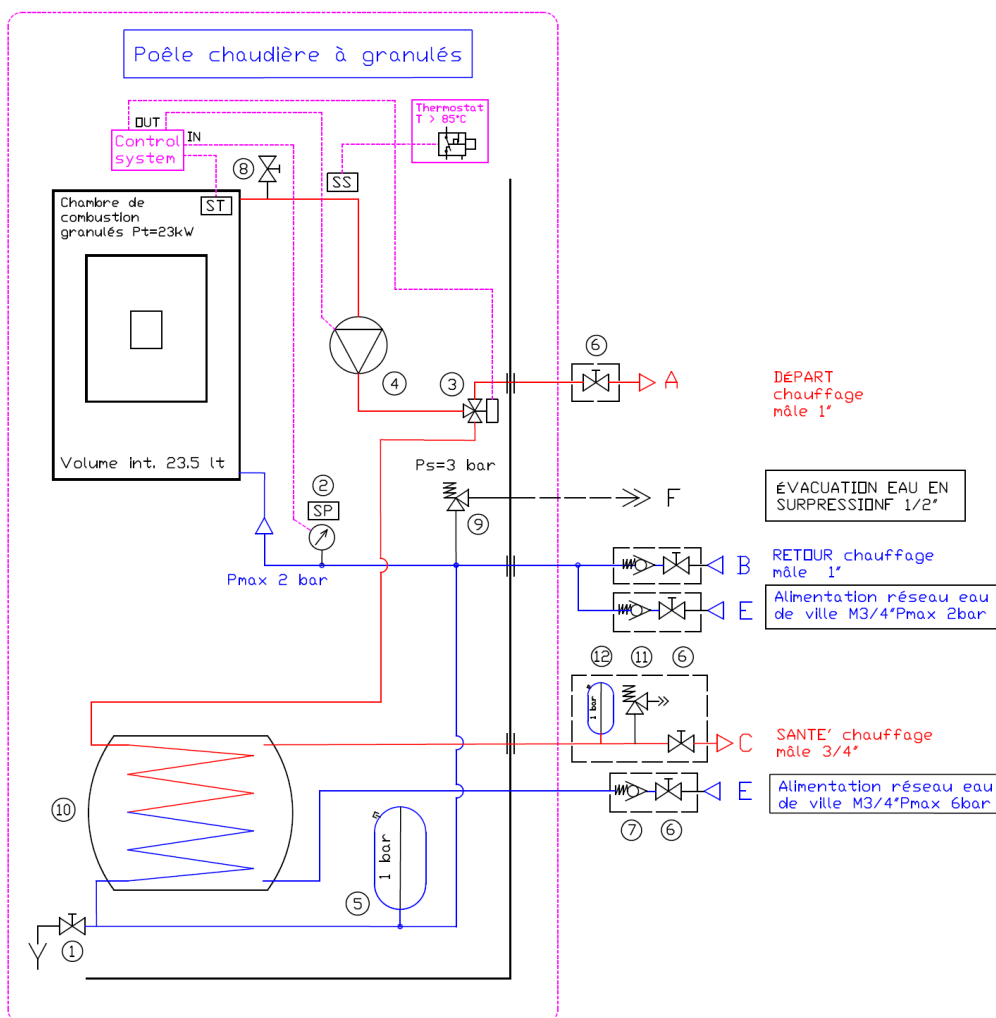 Poêle chaudière à granulés
Thermostat
T > 85°C
OUT
IN
Control
system
8
SS
ST
Chambre de
combustion
granulés Pt=23kW
6
4
3
A
DÉPART
chauffage
mâle 1"
Volume int. 23.5 lt
Ps=3 bar
2
SP
9
F
ÉVACUATION EAU EN
SURPRESSIONF 1/2"
Pmax 2 bar
B
RETOUR chauffage
mâle 1"
E
Alimentation réseau eau
de ville M3/4"Pmax 2bar
12
11
6
1 bar
C
SANTE' chauffage
mâle 3/4"
E
Alimentation réseau eau
de ville M3/4"Pmax 6bar
10
7
6
1 bar
5
1